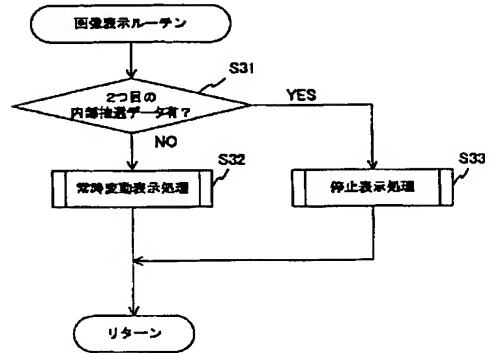 画像表示ルーチン
S31
2つ目の
内部抽選データ有？
YES
NO
S32
常時変動表示処理
S33
停止表示処理
リターン